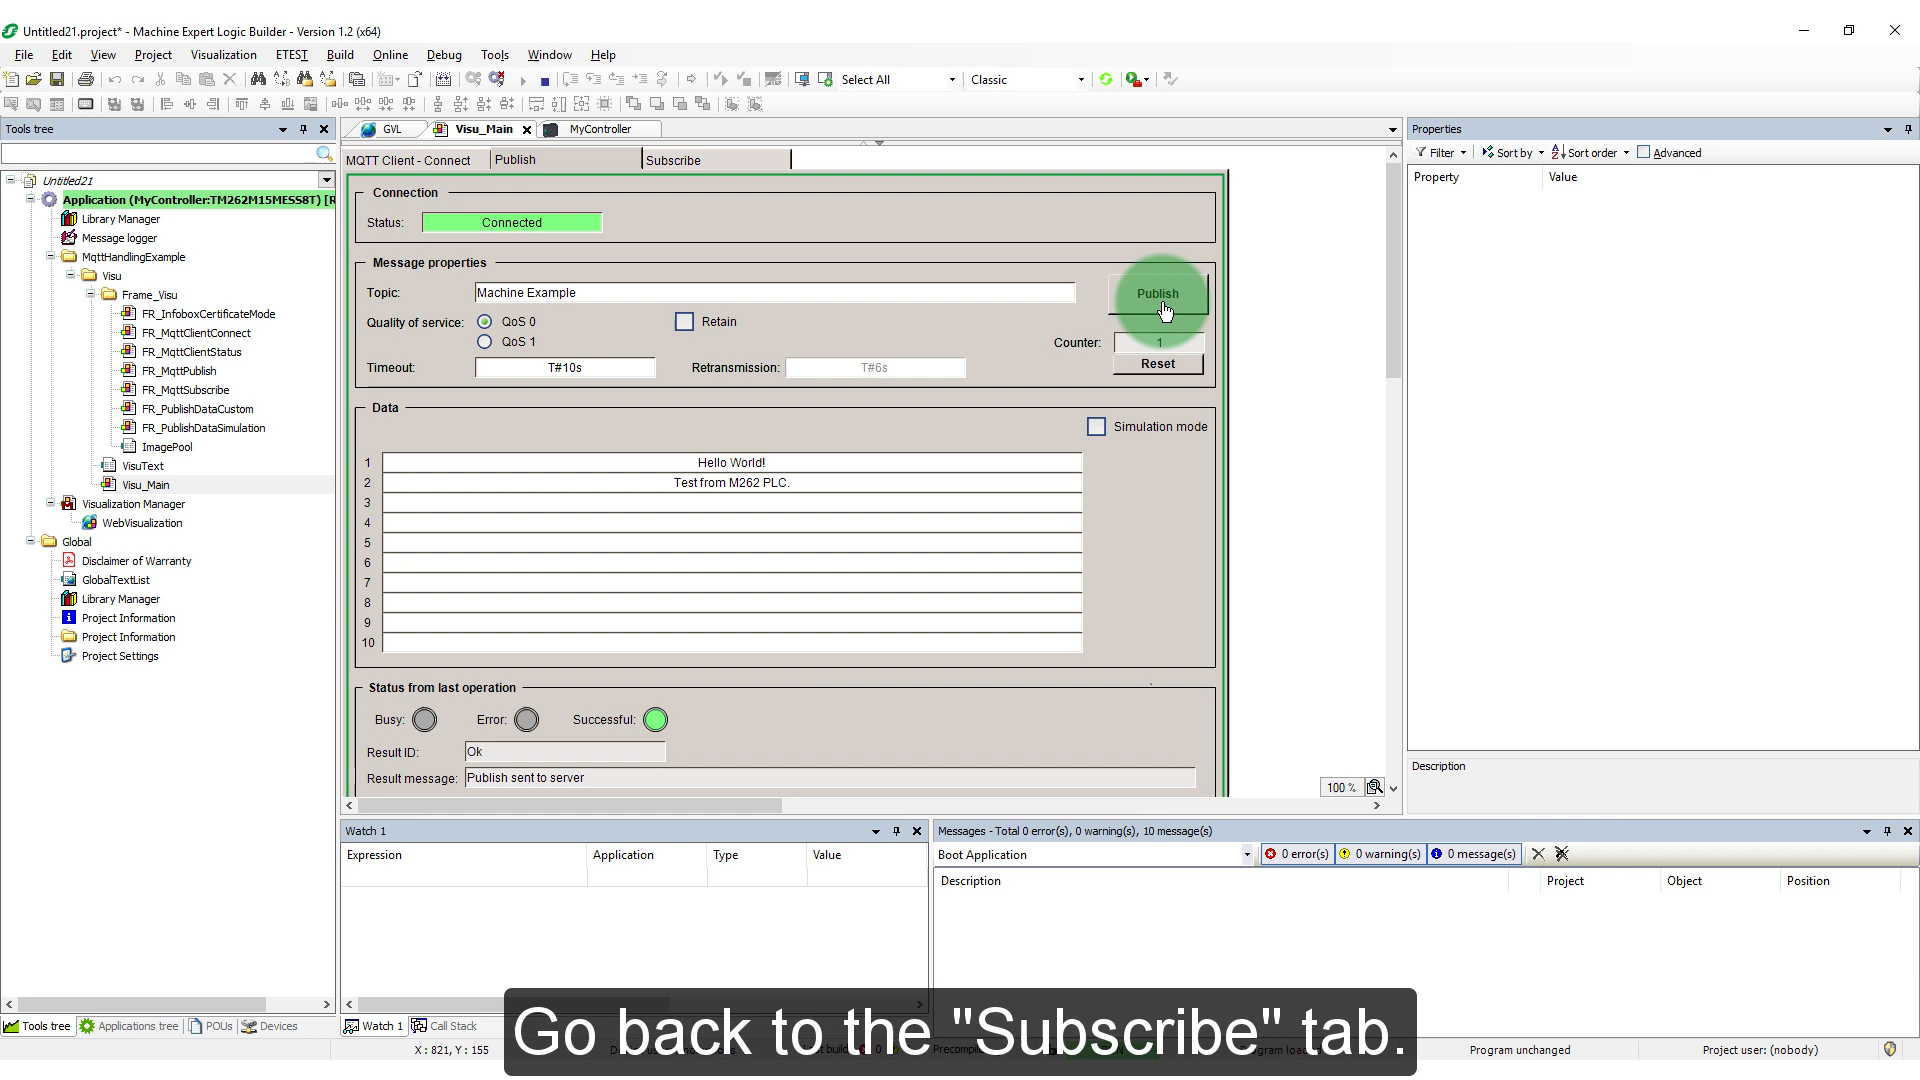 Untitled21.project* - Machine Expert Logic Builder - Version 1.2 (x64)
File Edit View Project Visualization ETEST Build Online Debug Tools Window Help
Select All Classic
Tools tree
GVL Visu_Main MyController
Properties
Filter Sort by Sort order Advanced
Property Value
Untitled21
Application (MyController:TM262M15MESS8T) [R
Library Manager
Message logger
MqttHandlingExample
Visu
Frame_Visu
FR_InfoboxCertificateMode
FR_MqttClientConnect
FR_MqttClientStatus
FR_MqttPublish
FR_MqttSubscribe
FR_PublishDataCustom
FR_PublishDataSimulation
ImagePool
VisuText
Visu_Main
Visualization Manager
WebVisualization
Global
Disclaimer of Warranty
GlobalTextList
Library Manager
Project Information
Project Information
Project Settings
MQTT Client - Connect Publish Subscribe
Connection
Status: Connected
Message properties
Topic: Machine Example
Publish
Quality of service: QoS 0 Retain
QoS 1
Counter: 1
Timeout: T#10s Retransmission: T#6s
Reset
Data
Simulation mode
1 Hello World!
2 Test from M262 PLC.
3
4
5
6
7
8
9
10
Status from last operation
Busy: Error: Successful:
Result ID: Ok
Result message: Publish sent to server
100 %
Description
Watch 1
Expression Application Type Value
Messages - Total 0 error(s), 0 warning(s), 10 message(s)
Boot Application 0 error(s) 0 warning(s) 0 message(s)
Description Project Object Position
Tools tree Applications tree POUs Devices
Watch 1 Call Stack
X: 821, Y: 155
Program unchanged Project user: (nobody)
Go back to the "Subscribe" tab.